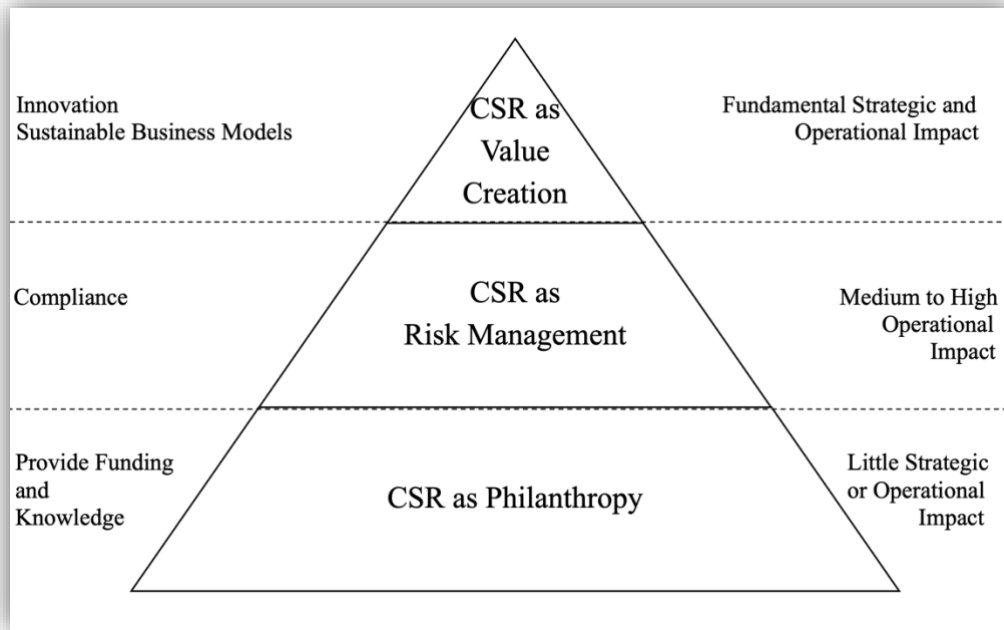 Innovation
Sustainable Business Models
CSR as
Value
Creation
Fundamental Strategic and
Operational Impact
Compliance
CSR as
Risk Management
Medium to High
Operational
Impact
Provide Funding
and
Knowledge
CSR as Philanthropy
Little Strategic
or Operational
Impact